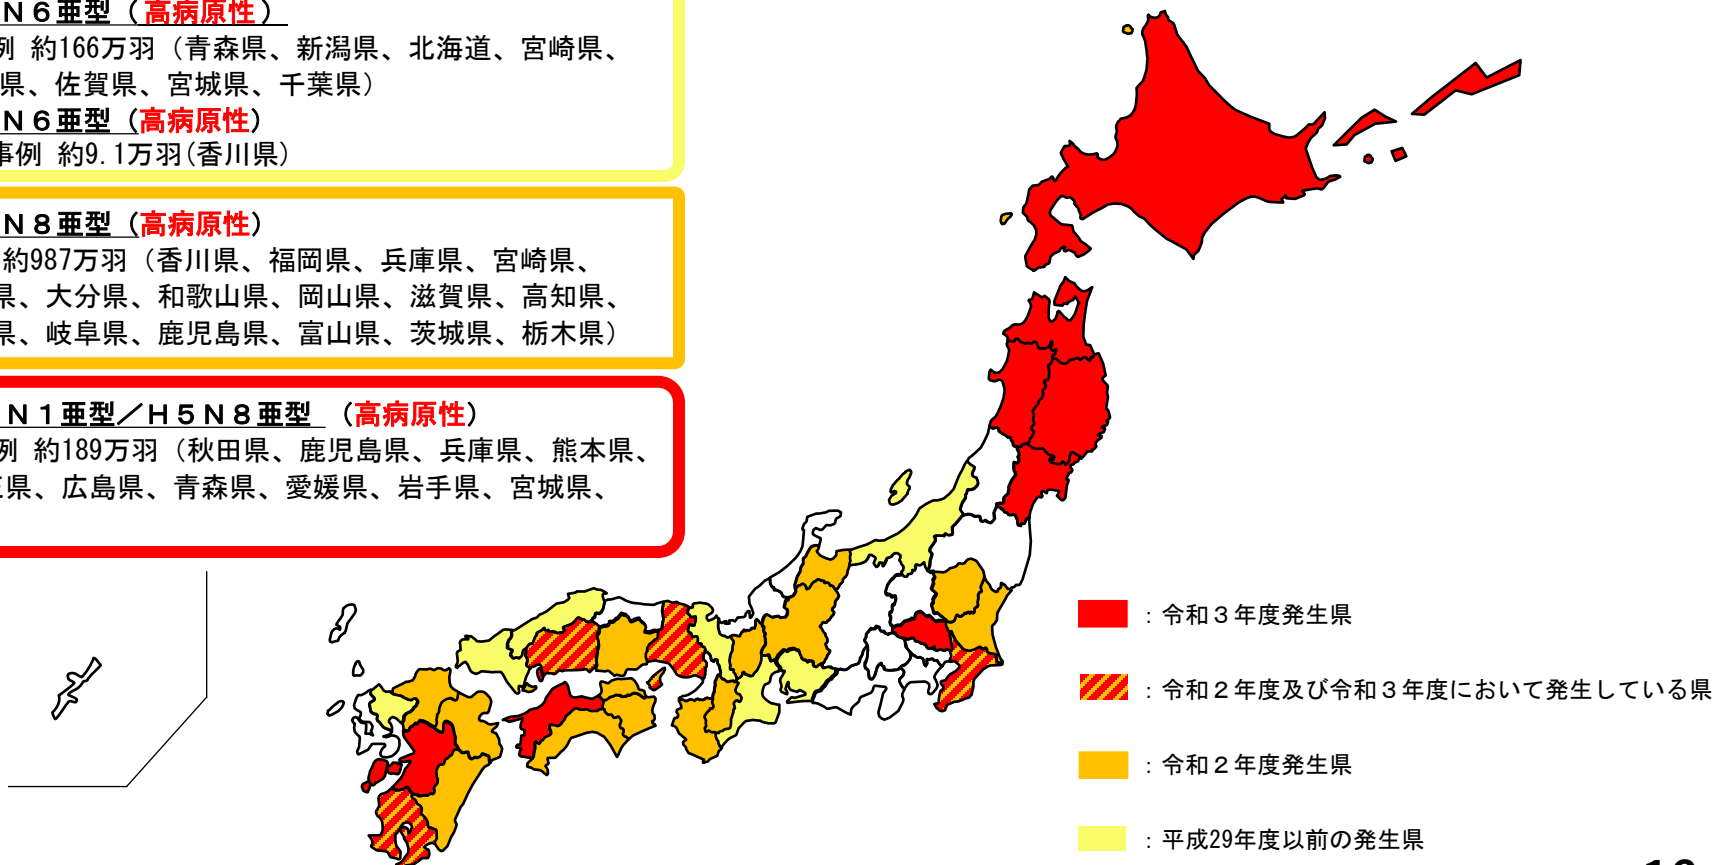 Ｎ６亜型（高病原性）
例 約166万羽（青森県、新潟県、北海道、宮崎県、
県、佐賀県、宮城県、千葉県）
Ｎ６亜型（高病原性）
事例 約9.1万羽(香川県）
Ｎ８亜型（高病原性）
約987万羽（香川県、福岡県、兵庫県、宮崎県、
県、大分県、和歌山県、岡山県、滋賀県、高知県、
県、岐阜県、鹿児島県、富山県、茨城県、栃木県）
Ｎ１亜型／Ｈ５Ｎ８亜型 （高病原性）
例 約189万羽（秋田県、鹿児島県、兵庫県、熊本県、
県、広島県、青森県、愛媛県、岩手県、宮城県、
：令和３年度発生県
：令和２年度及び令和３年度において発生している県
：令和２年度発生県
：平成29年度以前の発生県